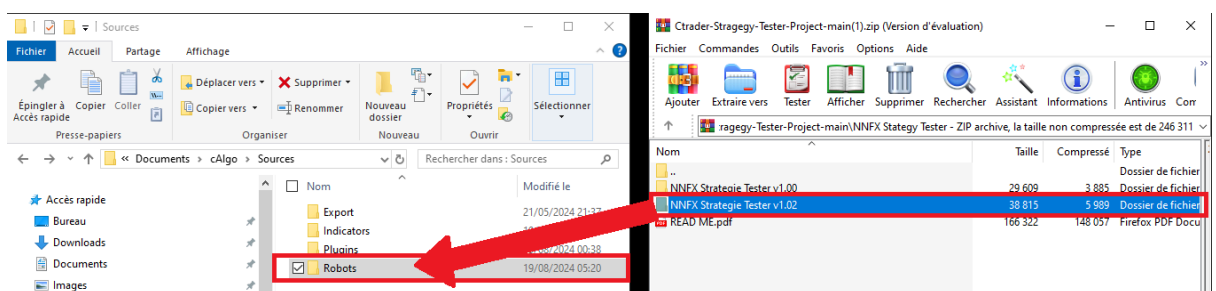 Sources
Fichier Accueil Partage Affichage
Épingler à Accès rapide
Copier
Coller
Déplacer vers
Copier vers
Supprimer
Renommer
Nouveau dossier
Propriétés
Sélectionner
Presse-papiers Organiser Nouveau Ouvrir
« Documents > cAlgo > Sources
Rechercher dans : Sources
Nom Modifié le
Accès rapide
Bureau
Downloads
Documents
Images
Export 21/05/2024 21:37
Indicators
Plugins 00:38
Robots 19/08/2024 05:20
Ctrader-Stragegy-Tester-Project-main(1).zip (Version d'évaluation)
Fichier Commandes Outils Favoris Options Aide
Ajouter Extraire vers Tester Afficher Supprimer Rechercher Assistant Informations Antivirus Com
:ragegy-Tester-Project-main\NNFX Stategy Tester - ZIP archive, la taille non compressée est de 246 311
Nom Taille Compressé Type
.. Dossier de fichier
NNFX Strategie Tester v1.00 29 609 3 885 Dossier de fichier
NNFX Strategie Tester v1.02 38 815 5 989 Dossier de fichier
READ ME.pdf 166 322 148 057 Firefox PDF Docu